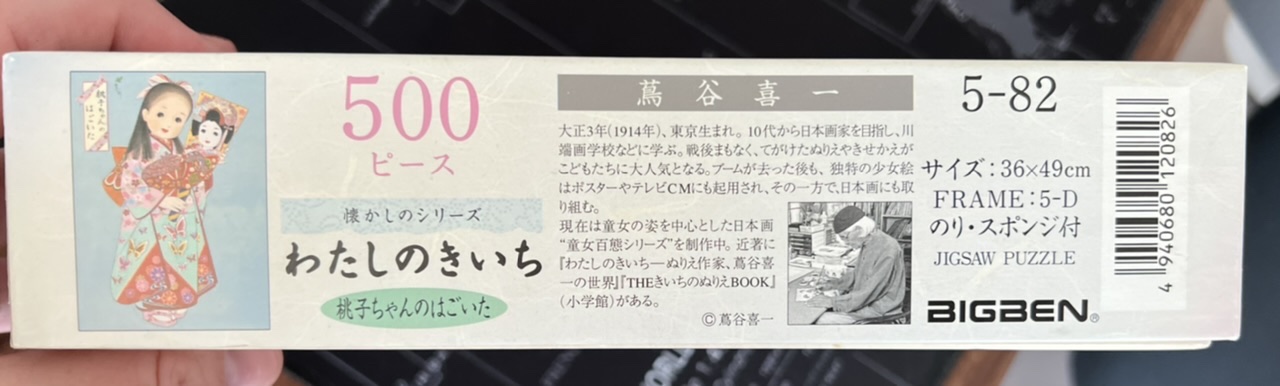 桃子ちゃんの
はごいた
500
ピース
懐かしのシリーズ
わたしのきいち
桃子ちゃんのはごいた
蔦谷喜一
大正3年(1914年)、東京生まれ。10代から日本画家を目指し、川
端画学校などに学ぶ。戦後まもなく、てがけたぬりえやきせかえが
こどもたちに大人気となる。ブームが去った後も、独特の少女絵
はポスターやテレビCMにも起用され、その一方で、日本画にも取
り組む。
現在は童女の姿を中心とした日本画
“童女百態シリーズ”を制作中。近著に
『わたしのきいち―ぬりえ作家、蔦谷喜
一の世界』『THEきいちのぬりえBOOK』
(小学館)がある。
©蔦谷喜一
5-82
サイズ:36×49cm
FRAME:5-D
のり・スポンジ付
JIGSAW PUZZLE
BIGBEN®
4 940680 120826